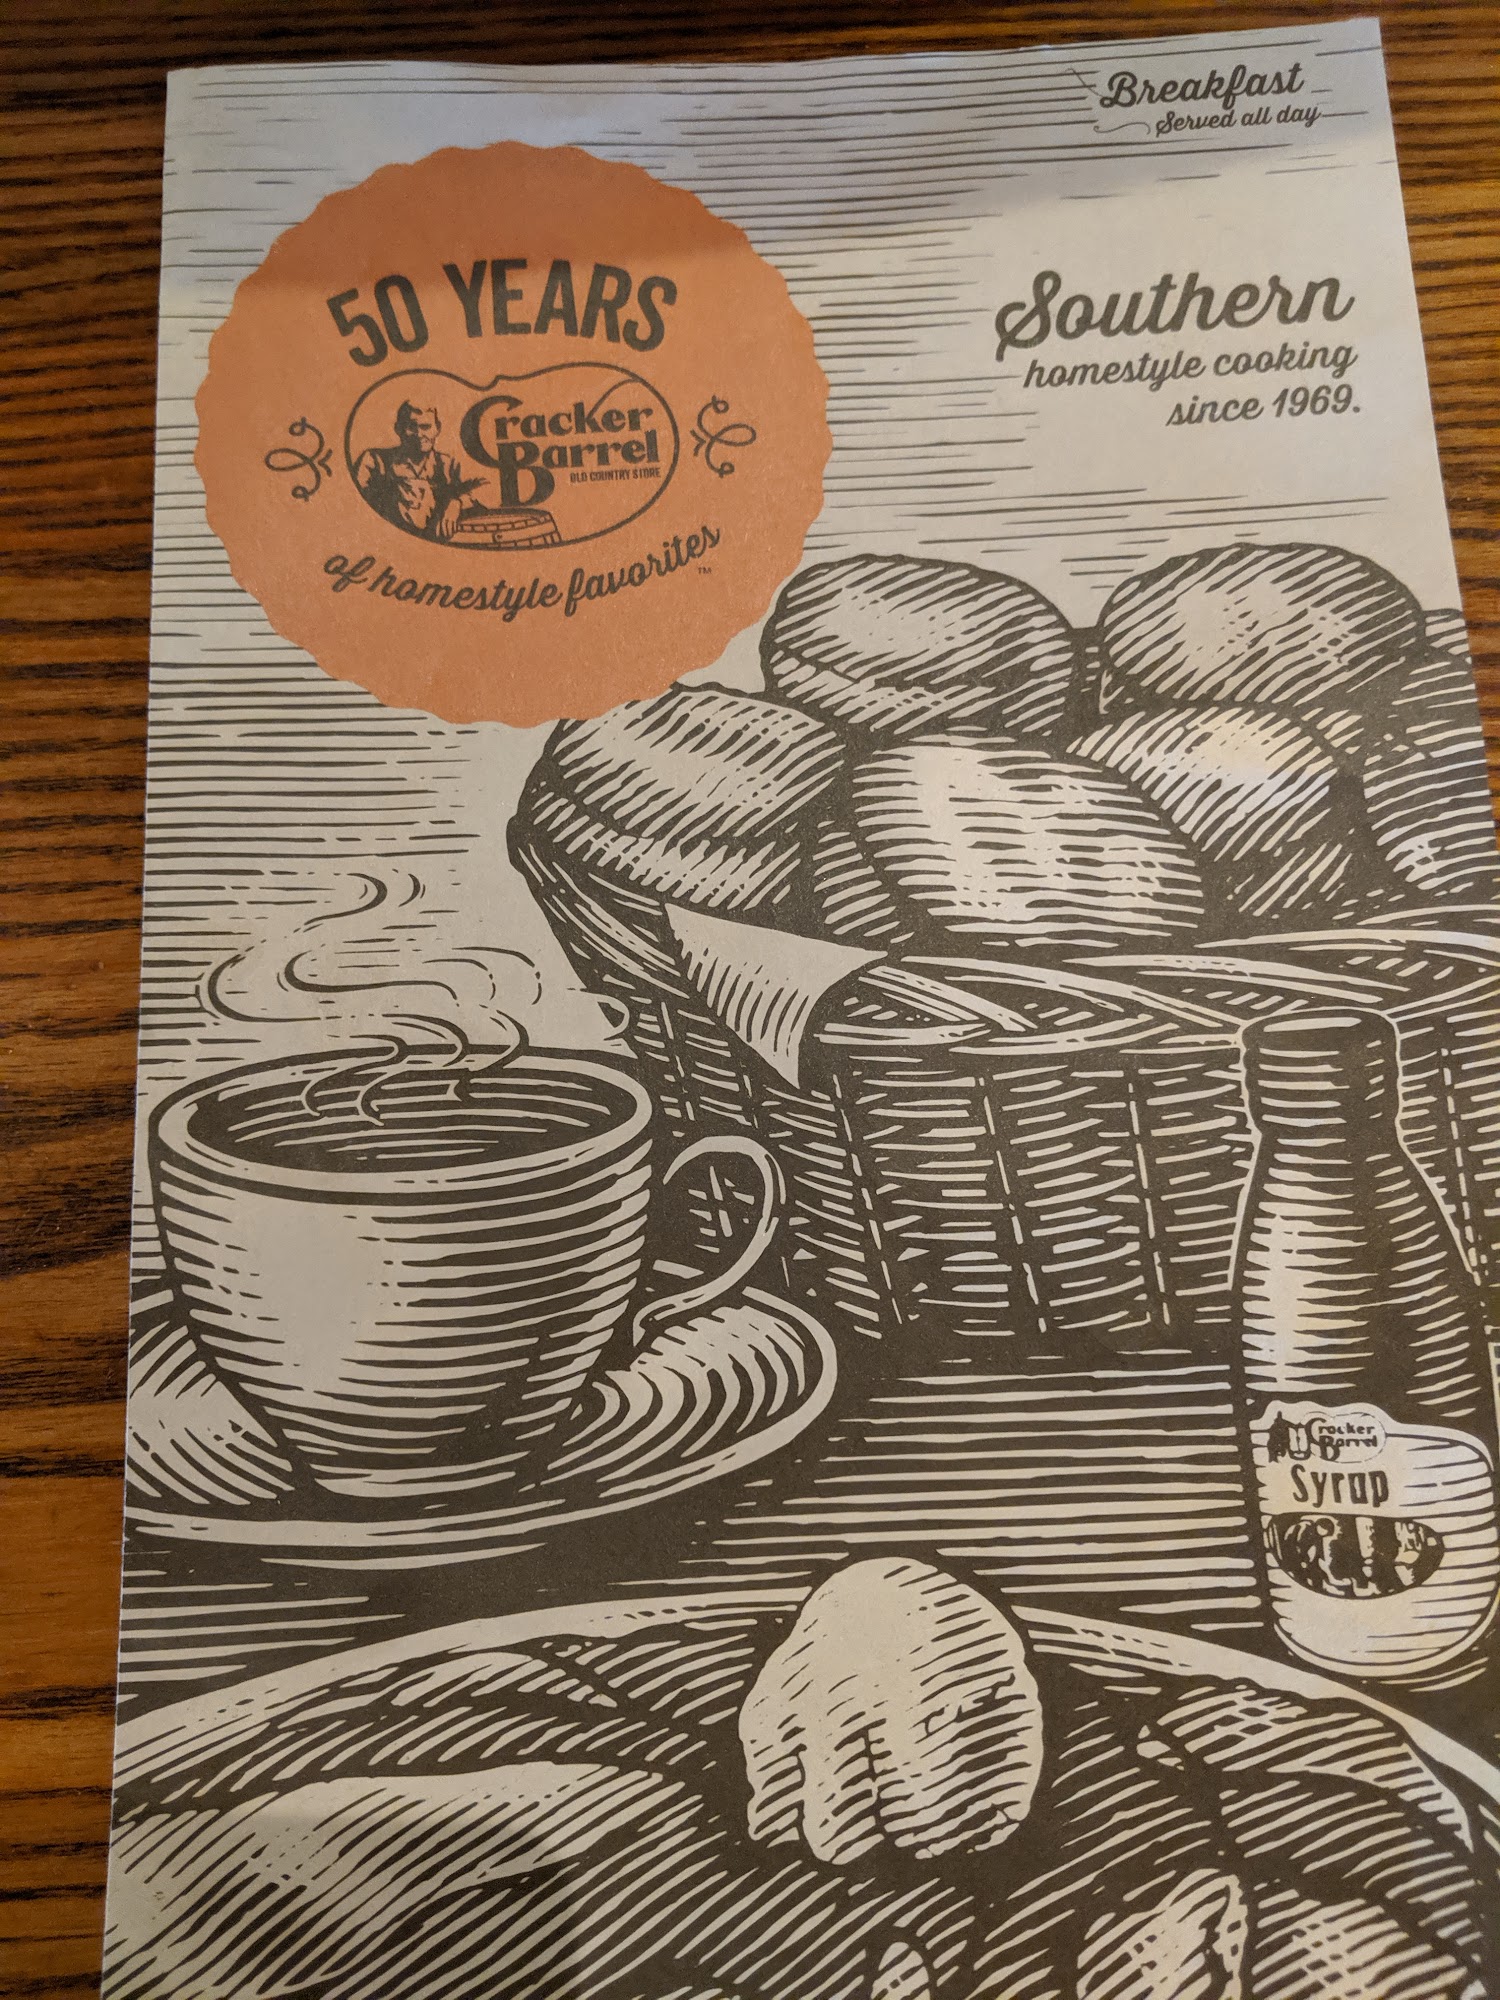 Breakfast
Served all day
50 YEARS
Cracker
Barrel
OLD COUNTRY STORE
of homestyle favorites™
Southern
homestyle cooking
since 1969.
Cracker
Barrel
Syrup